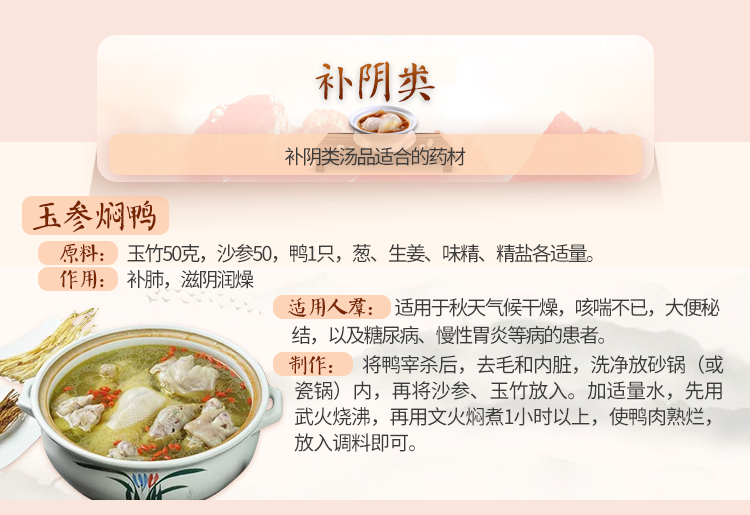 补阴类
补阴类汤品适合的药材
玉参焖鸭
原料： 玉竹50克，沙参50，鸭1只，葱、生姜、味精、精盐各适量。
作用： 补肺，滋阴润燥
适用人羣： 适用于秋天气候干燥，咳喘不已，大便秘
结，以及糖尿病、慢性胃炎等病的患者。
制作： 将鸭宰杀后，去毛和内脏，洗净放砂锅（或
瓷锅）内，再将沙参、玉竹放入。加适量水，先用
武火烧沸，再用文火焖煮1小时以上，使鸭肉熟烂，
放入调料即可。